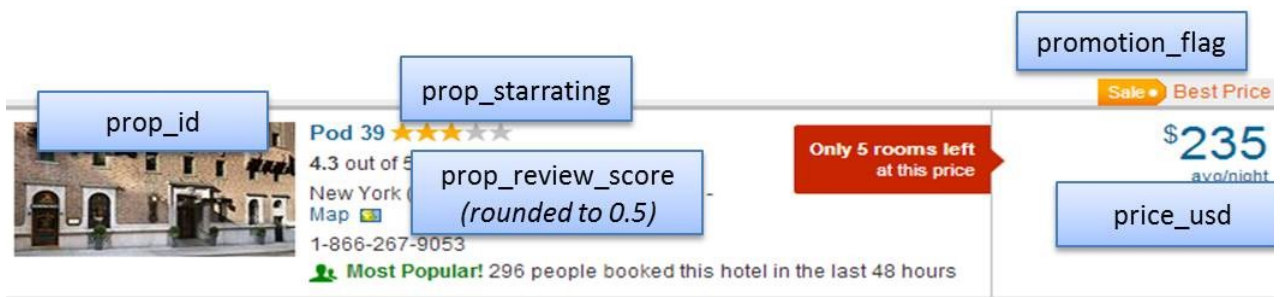 promotion_flag
prop_starrating
Sale Best Price
prop_id
Pod 39
$235
4.3 out of 5
Only 5 rooms left
at this price
avg/night
prop_review_score
(rounded to 0.5)
New York (
-
Map
price_usd
1-866-267-9053
Most Popular! 296 people booked this hotel in the last 48 hours